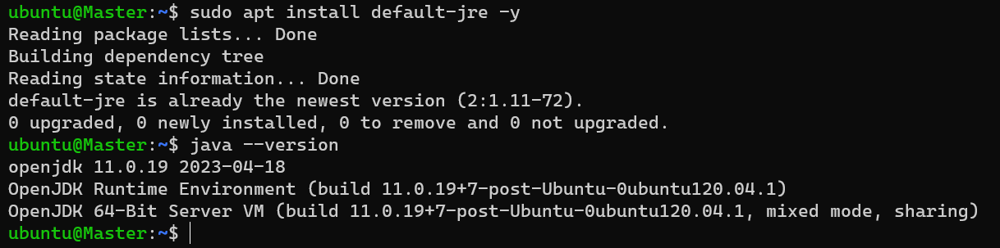 ubuntu@Master:~$ sudo apt install default-jre -y
Reading package lists... Done
Building dependency tree
Reading state information... Done
default-jre is already the newest version (2:1.11-72).
0 upgraded, 0 newly installed, 0 to remove and 0 not upgraded.
ubuntu@Master:~$ java --version
openjdk 11.0.19 2023-04-18
OpenJDK Runtime Environment (build 11.0.19+7-post-Ubuntu-0ubuntu120.04.1)
OpenJDK 64-Bit Server VM (build 11.0.19+7-post-Ubuntu-0ubuntu120.04.1, mixed mode, sharing)
ubuntu@Master:~$